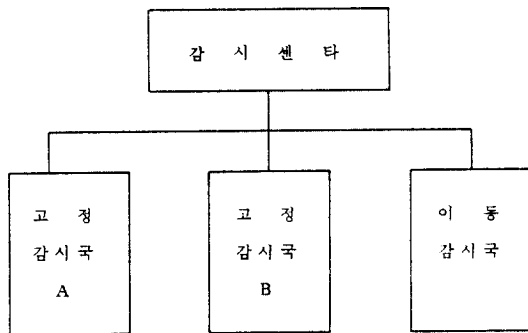 감 시 센 타
고 정
감 시 국
A
고 정
감 시 국
B
이 동
감 시 국